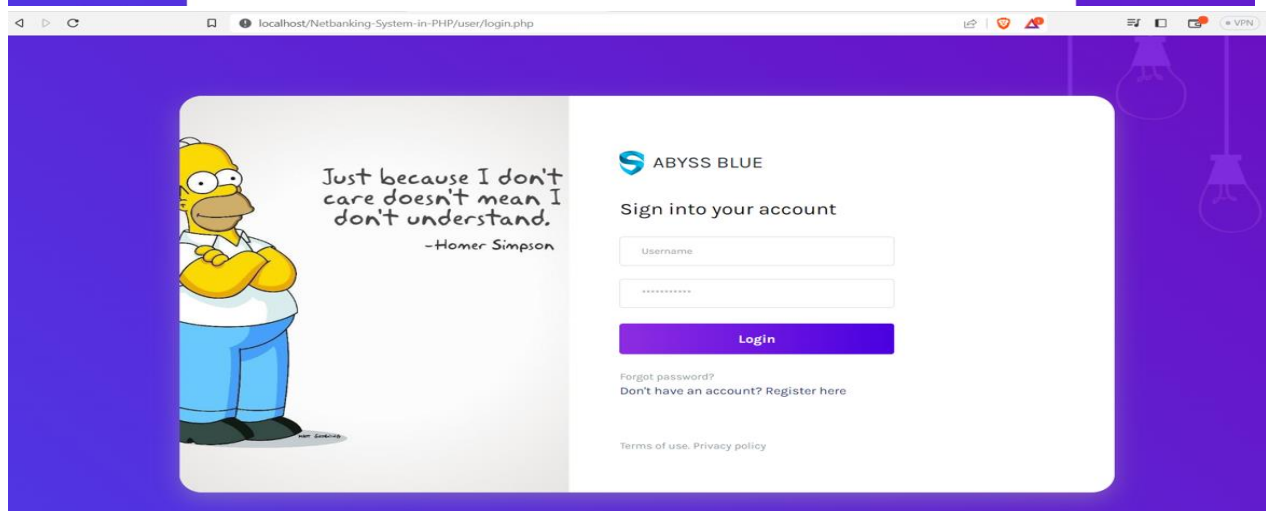 localhost/Netbanking-System-in-PHP/user/login.php
VPN
Just because I don't
care doesn't mean I
don't understand.
-Homer Simpson
ABYSS BLUE
Sign into your account
Username
***********
Login
Forgot password?
Don't have an account? Register here
Terms of use. Privacy policy